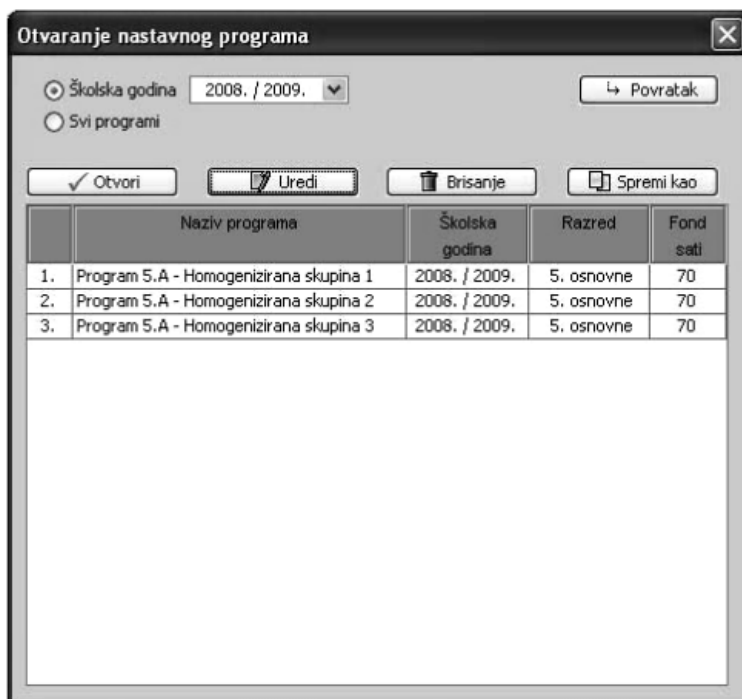 Otvaranje nastavnog programa
Školska godina 2008. / 2009. Povratak
Svi programi
Otvori Uredi Brisanje Spremi kao
Naziv programa Školska godina Razred Fond sati
1. Program 5.A - Homogenizirana skupina 1 2008. / 2009. 5. osnovne 70
2. Program 5.A - Homogenizirana skupina 2 2008. / 2009. 5. osnovne 70
3. Program 5.A - Homogenizirana skupina 3 2008. / 2009. 5. osnovne 70